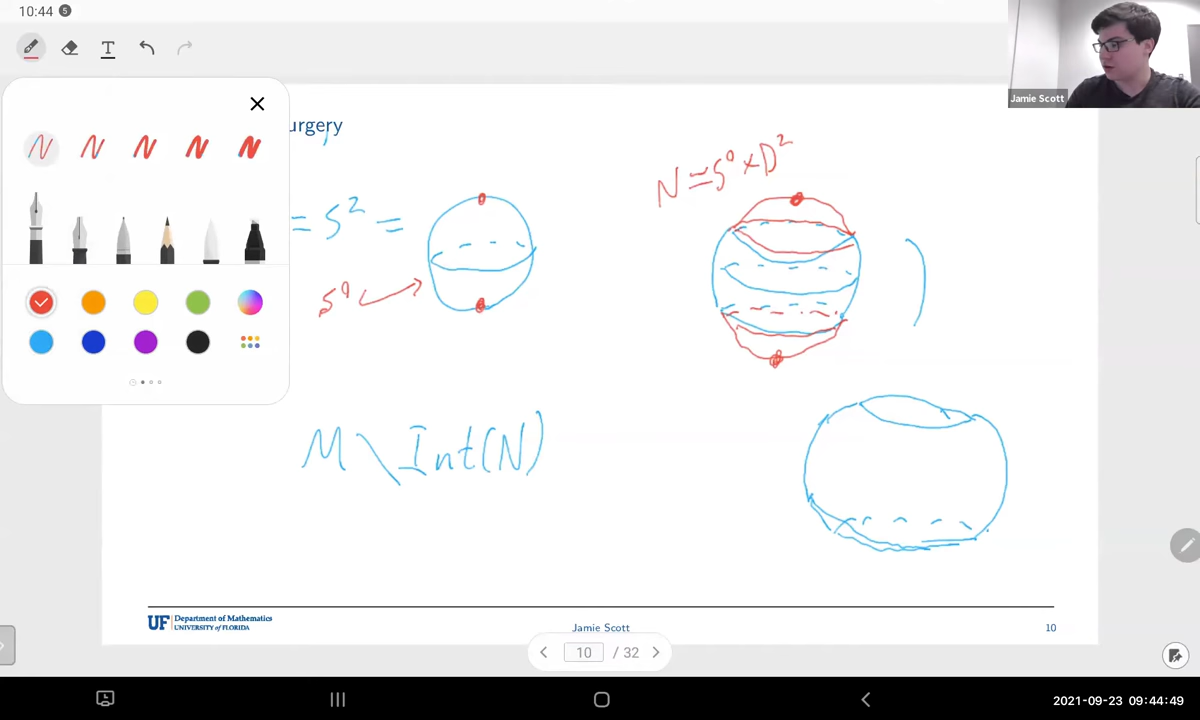 10:44 5
Jamie Scott
urgery
N ≅ S⁰ × D²
= S² =
S⁰
M \ Int(N)
UF Department of Mathematics
UNIVERSITY of FLORIDA
Jamie Scott
10
10 / 32
2021-09-23 09:44:49